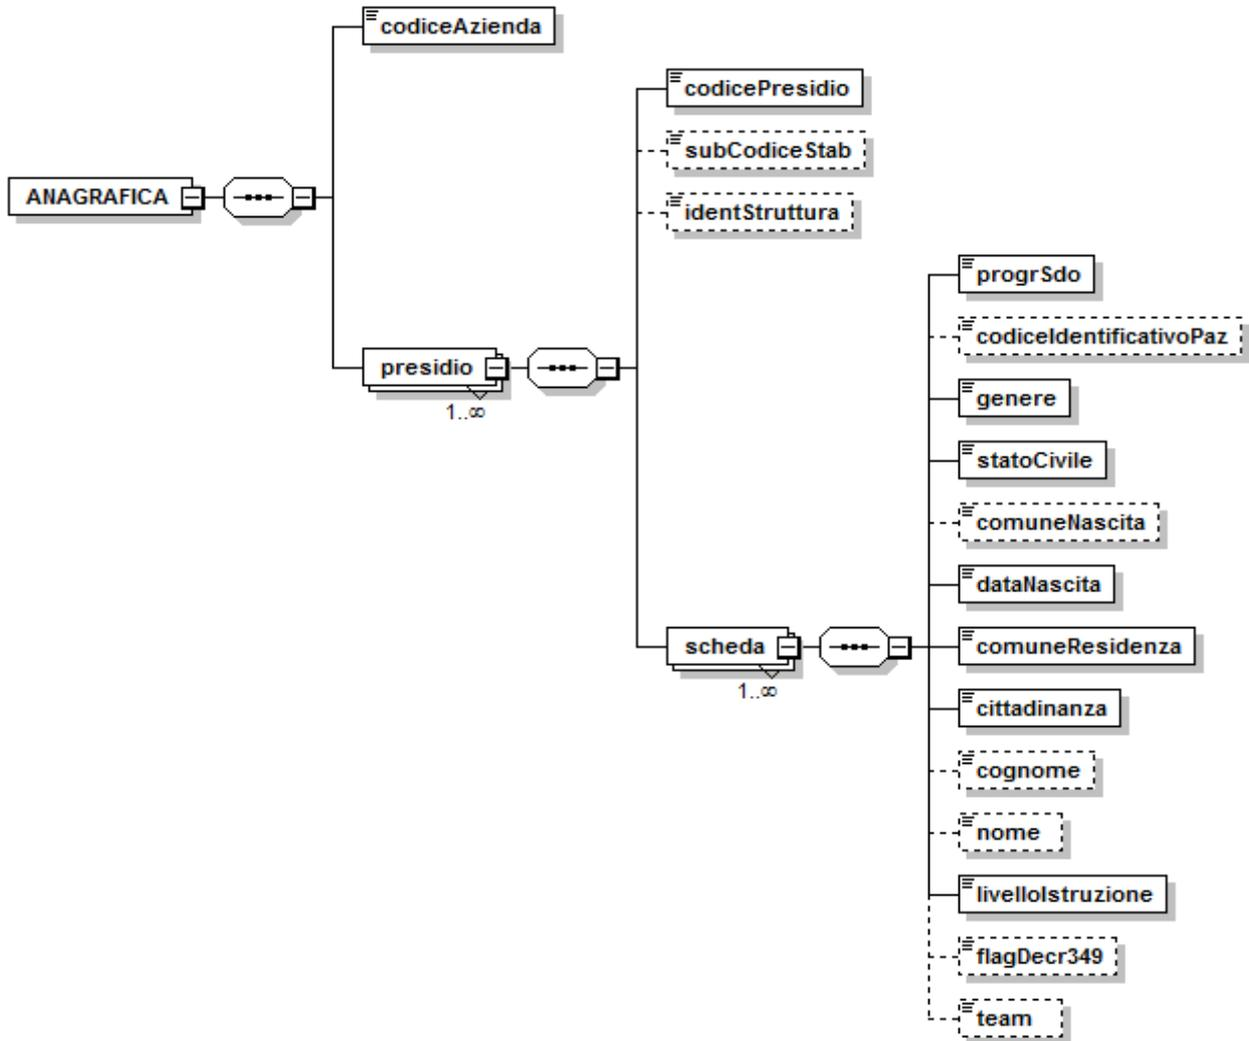 codiceAzienda
codicePresidio
subCodiceStab
ANAGRAFICA
identStruttura
progrSdo
codiceIdentificativoPaz
presidio
1..∞
genere
statoCivile
comuneNascita
dataNascita
scheda
1..∞
comuneResidenza
cittadinanza
cognome
nome
livelloIstruzione
flagDecr349
team